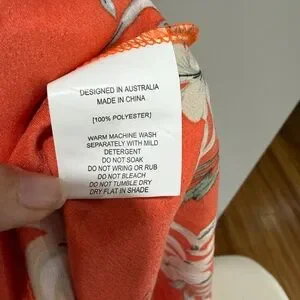 DESIGNED IN AUSTRALIA
MADE IN CHINA
[100% POLYESTER]
WARM MACHINE WASH
SEPARATELY WITH MILD
DETERGENT
DO NOT SOAK
DO NOT WRING OR RUB
DO NOT BLEACH
DO NOT TUMBLE DRY
DRY FLAT IN SHADE